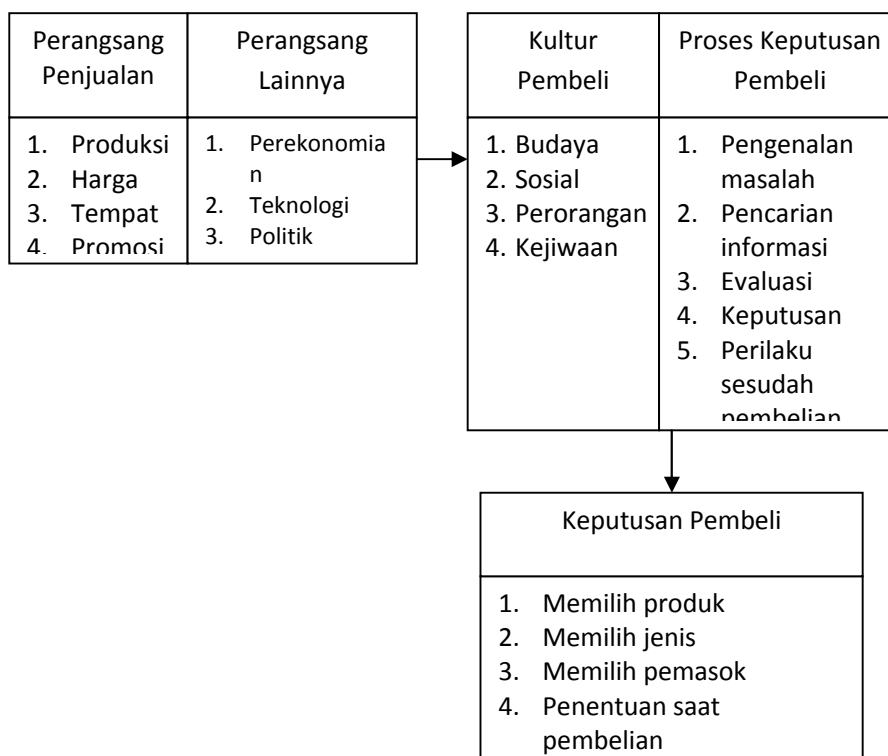 Perangsang
Penjualan
Perangsang
Lainnya
1. Produksi
2. Harga
3. Tempat
4. Promosi
1. Perekonomia
n
2. Teknologi
3. Politik
Kultur
Pembeli
Proses Keputusan
Pembeli
1. Budaya
2. Sosial
3. Perorangan
4. Kejiwaan
1. Pengenalan
masalah
2. Pencarian
informasi
3. Evaluasi
4. Keputusan
5. Perilaku
sesudah
pembelian
Keputusan Pembeli
1. Memilih produk
2. Memilih jenis
3. Memilih pemasok
4. Penentuan saat
pembelian